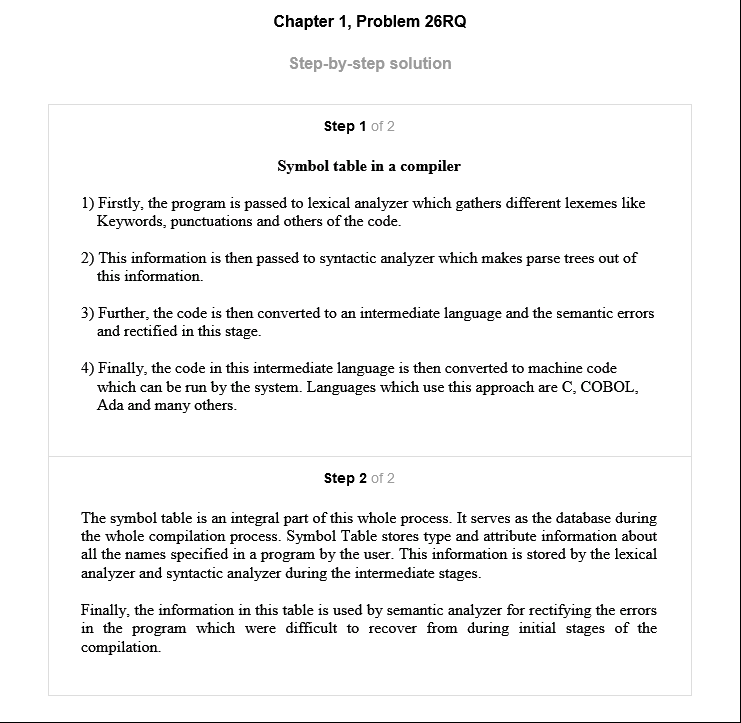 Chapter 1, Problem 26RQ
Step-by-step solution
Step 1 of 2
Symbol table in a compiler
1) Firstly, the program is passed to lexical analyzer which gathers different lexemes like
Keywords, punctuations and others of the code.
2) This information is then passed to syntactic analyzer which makes parse trees out of
this information.
3) Further, the code is then converted to an intermediate language and the semantic errors
and rectified in this stage.
4) Finally, the code in this intermediate language is then converted to machine code
which can be run by the system. Languages which use this approach are C, COBOL,
Ada and many others.
Step 2 of 2
The symbol table is an integral part of this whole process. It serves as the database during
the whole compilation process. Symbol Table stores type and attribute information about
all the names specified in a program by the user. This information is stored by the lexical
analyzer and syntactic analyzer during the intermediate stages.
Finally, the information in this table is used by semantic analyzer for rectifying the errors
in the program which were difficult to recover from during initial stages of the
compilation.